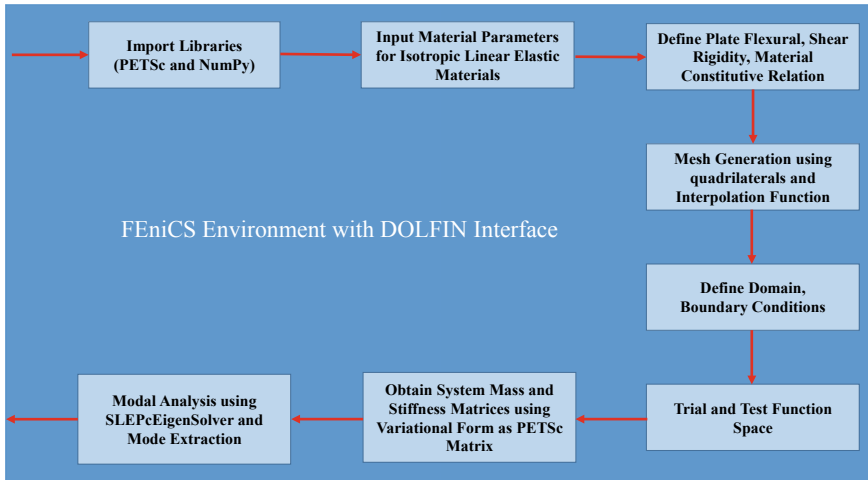 Import Libraries
(PETSc and NumPy)
Input Material Parameters
for Isotropic Linear Elastic
Materials
Define Plate Flexural, Shear
Rigidity, Material
Constitutive Relation
Mesh Generation using
quadrilaterals and
Interpolation Function
FEniCS Environment with DOLFIN Interface
Define Domain,
Boundary Conditions
Trial and Test Function
Space
Obtain System Mass and
Stiffness Matrices using
Variational Form as PETSc
Matrix
Modal Analysis using
SLEPcEigenSolver and
Mode Extraction